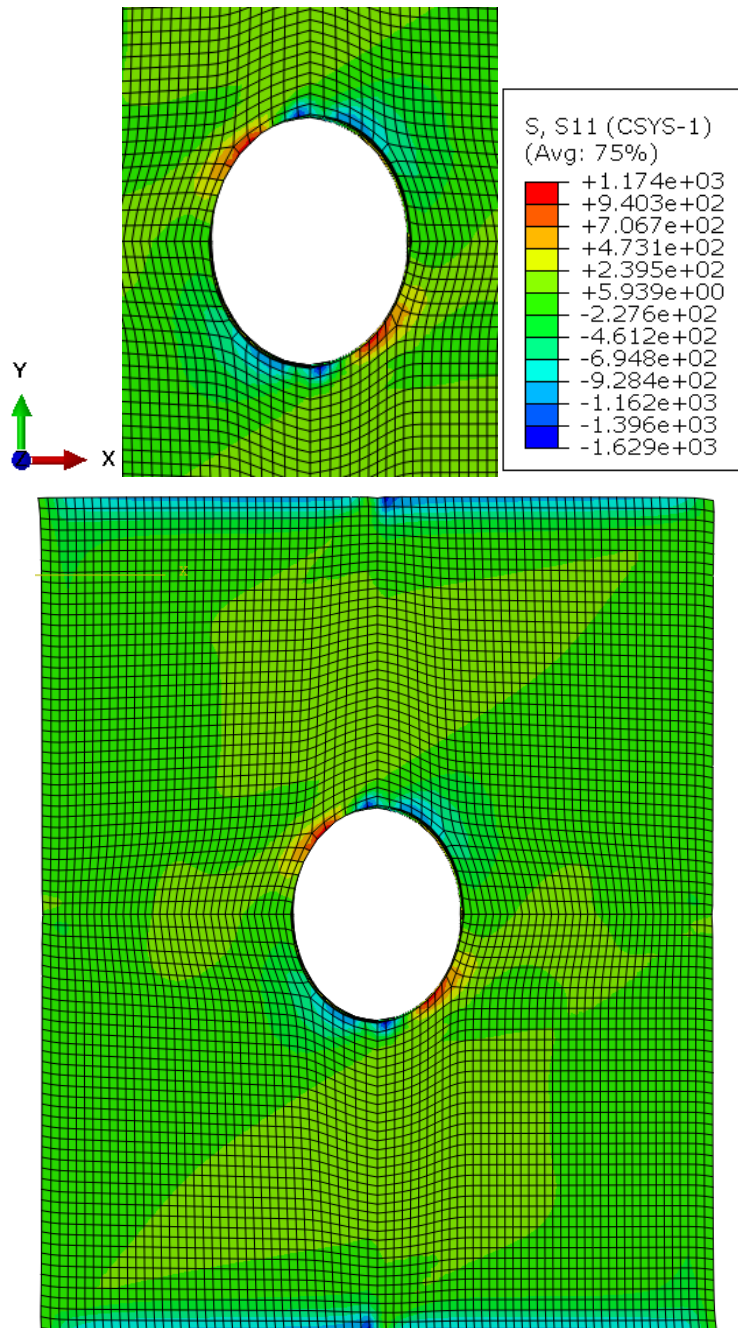 S, S11 (CSYS-1)
(Avg: 75%)
+1.174e+03
+9.403e+02
+7.067e+02
+4.731e+02
+2.395e+02
+5.939e+00
-2.276e+02
-4.612e+02
-6.948e+02
-9.284e+02
-1.162e+03
-1.396e+03
-1.629e+03
Y
Z X
X